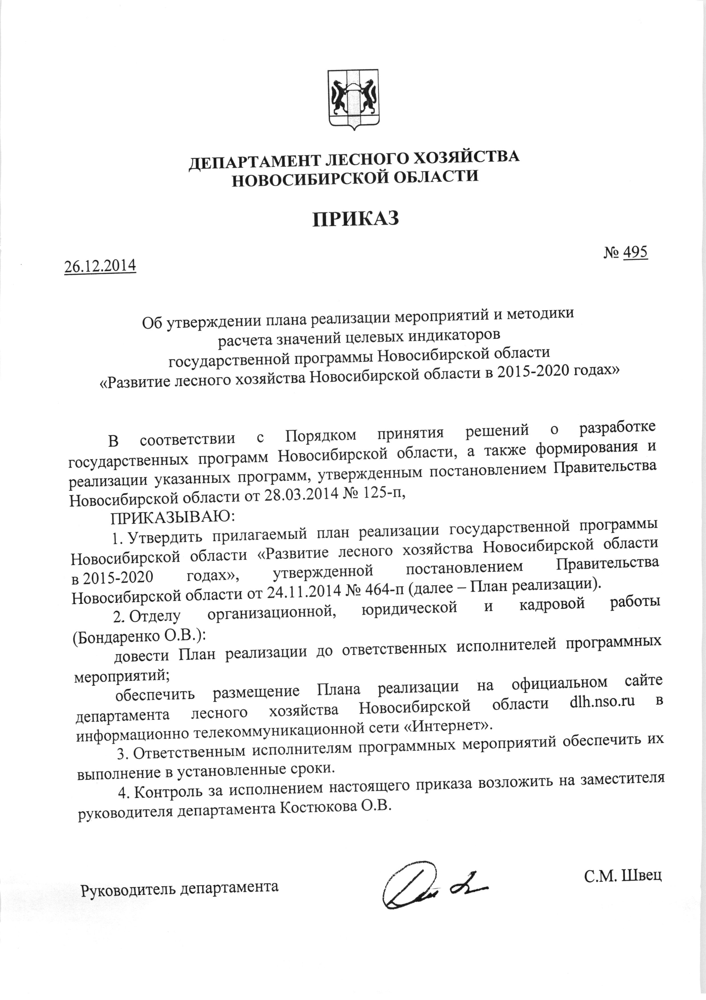 ДЕПАРТАМЕНТ ЛЕСНОГО ХОЗЯЙСТВА
НОВОСИБИРСКОЙ ОБЛАСТИ
ПРИКАЗ
26.12.2014
№ 495
Об утверждении плана реализации мероприятий и методики
расчета значений целевых индикаторов
государственной программы Новосибирской области
«Развитие лесного хозяйства Новосибирской области в 2015-2020 годах»
В соответствии с Порядком принятия решений о разработке
государственных программ Новосибирской области, а также формирования и
реализации указанных программ, утвержденным постановлением Правительства
Новосибирской области от 28.03.2014 № 125-п,
ПРИКАЗЫВАЮ:
1. Утвердить прилагаемый план реализации государственной программы
Новосибирской области «Развитие лесного хозяйства Новосибирской области
в 2015-2020 годах», утвержденной постановлением Правительства
Новосибирской области от 24.11.2014 № 464-п (далее – План реализации).
2. Отделу организационной, юридической и кадровой работы
(Бондаренко О.В.):
довести План реализации до ответственных исполнителей программных
мероприятий;
обеспечить размещение Плана реализации на официальном сайте
департамента лесного хозяйства Новосибирской области dlh.nso.ru в
информационно телекоммуникационной сети «Интернет».
3. Ответственным исполнителям программных мероприятий обеспечить их
выполнение в установленные сроки.
4. Контроль за исполнением настоящего приказа возложить на заместителя
руководителя департамента Костюкова О.В.
Руководитель департамента
С.М. Швец